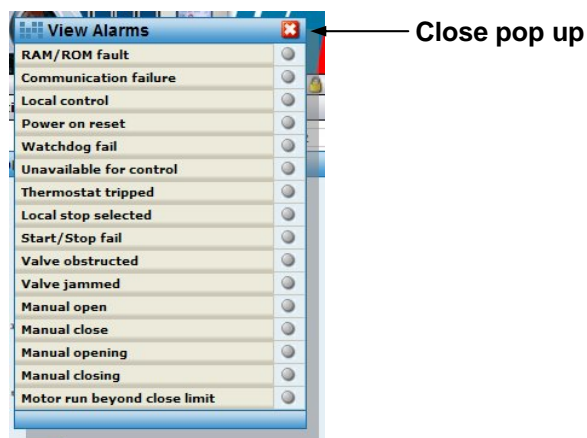 View Alarms
Close pop up
RAM/ROM fault
Communication failure
Local control
Power on reset
Watchdog fail
Unavailable for control
Thermostat tripped
Local stop selected
Start/Stop fail
Valve obstructed
Valve jammed
Manual open
Manual close
Manual opening
Manual closing
Motor run beyond close limit